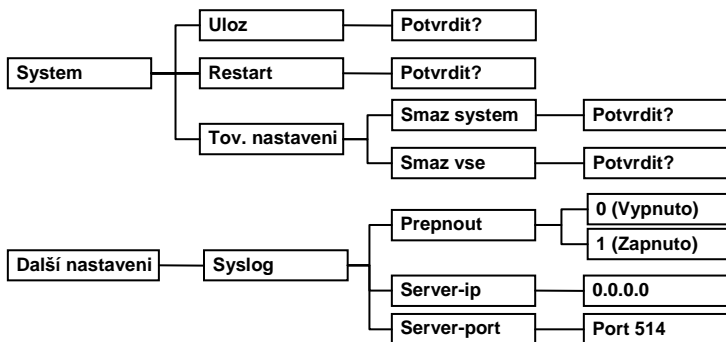 Uloz
Potvrdit?
System
Restart
Potvrdit?
Smaz system
Potvrdit?
Tov. nastaveni
Smaz vse
Potvrdit?
0 (Vypnuto)
Prepnout
1 (Zapnuto)
Další nastaveni
Syslog
Server-ip
0.0.0.0
Server-port
Port 514